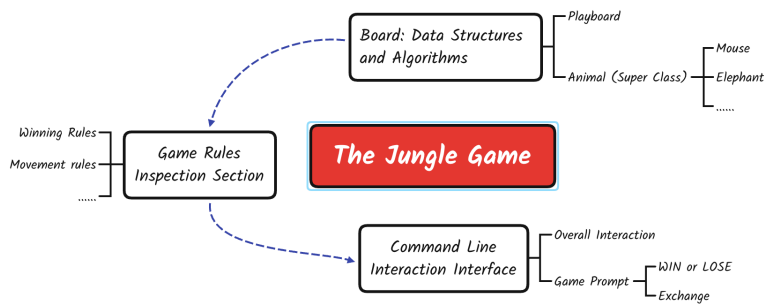 Board: Data Structures
and Algorithms
Playboard
Animal (Super Class)
Mouse
Elephant
......
Winning Rules
Movement rules
......
Game Rules
Inspection Section
The Jungle Game
Command Line
Interaction Interface
Overall Interaction
Game Prompt
WIN or LOSE
Exchange